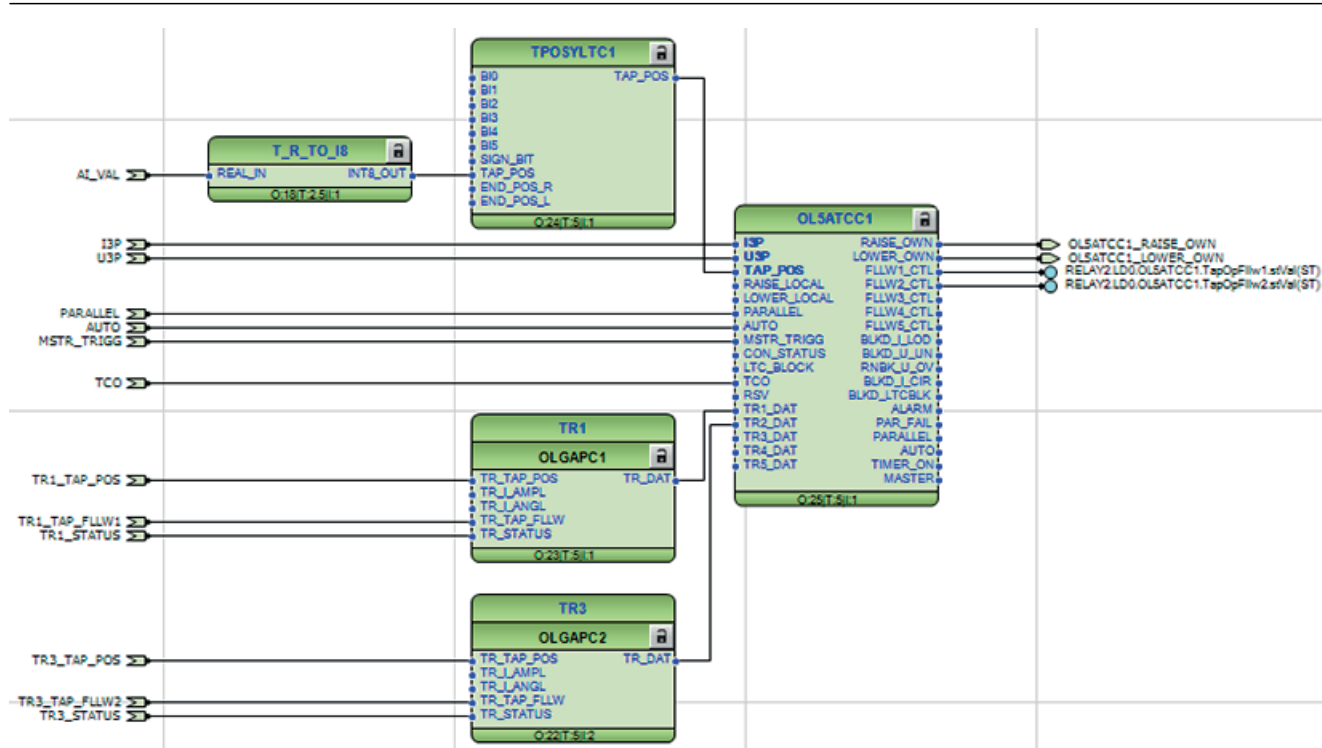 TPOSYLTC1
BI0 TAP_POS
BI1
BI2
BI3
BI4
BI5
SIGN_BIT
TAP_POS
END_POS_R
END_POS_L
O:24|T:5|I:1
T_R_TO_I8
REAL_IN INT8_OUT
O:18|T:2.5|I:1
AI_VAL
I3P
U3P
PARALLEL
AUTO
MSTR_TRIGG
TCO
OL5ATCC1
I3P RAISE_OWN
U3P LOWER_OWN
TAP_POS FLLW1_CTL
RAISE_LOCAL FLLW2_CTL
LOWER_LOCAL FLLW3_CTL
PARALLEL FLLW4_CTL
AUTO FLLW5_CTL
MSTR_TRIGG BLKD_I_LOD
CON_STATUS BLKD_U_UN
LTC_BLOCK RNBK_U_OV
TCO BLKD_I_CIR
RSV BLKD_LTCBLK
TR1_DAT ALARM
TR2_DAT PAR_FAIL
TR3_DAT PARALLEL
TR4_DAT AUTO
TR5_DAT TIMER_ON
MASTER
O:25|T:5|I:1
OL5ATCC1_RAISE_OWN
OL5ATCC1_LOWER_OWN
RELAY2.LD0.OL5ATCC1.TapOpFllw1.stVal(ST)
RELAY2.LD0.OL5ATCC1.TapOpFllw2.stVal(ST)
TR1
OLGAPC1
TR_TAP_POS TR_DAT
TR_I_AMPL
TR_I_ANGL
TR_TAP_FLLW
TR_STATUS
O:23|T:5|I:1
TR1_TAP_POS
TR1_TAP_FLLW1
TR1_STATUS
TR3
OLGAPC2
TR_TAP_POS TR_DAT
TR_I_AMPL
TR_I_ANGL
TR_TAP_FLLW
TR_STATUS
O:22|T:5|I:2
TR3_TAP_POS
TR3_TAP_FLLW2
TR3_STATUS